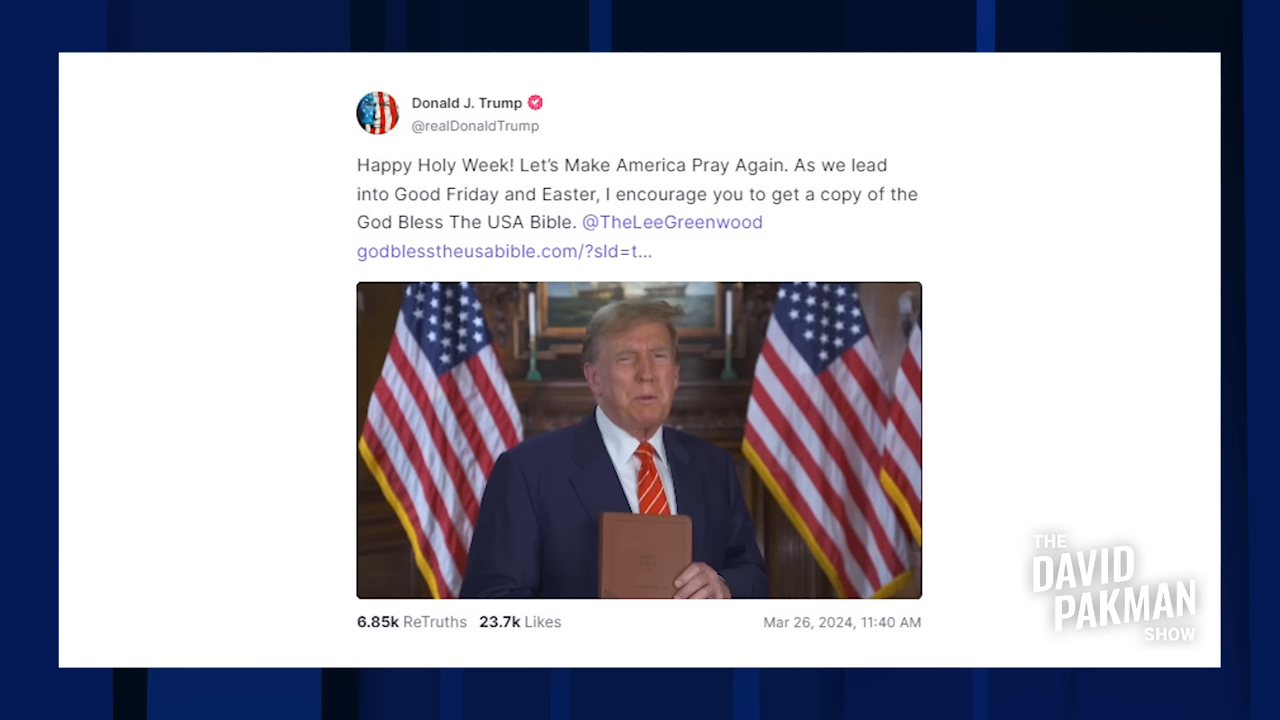 Donald J. Trump
@realDonaldTrump
Happy Holy Week! Let's Make America Pray Again. As we lead
into Good Friday and Easter, I encourage you to get a copy of the
God Bless The USA Bible. @TheLeeGreenwood
godblesstheusabible.com/?sld=t...
6.85k ReTruths 23.7k Likes
Mar 26, 2024, 11:40 AM
THE
DAVID
PAKMAN
SHOW